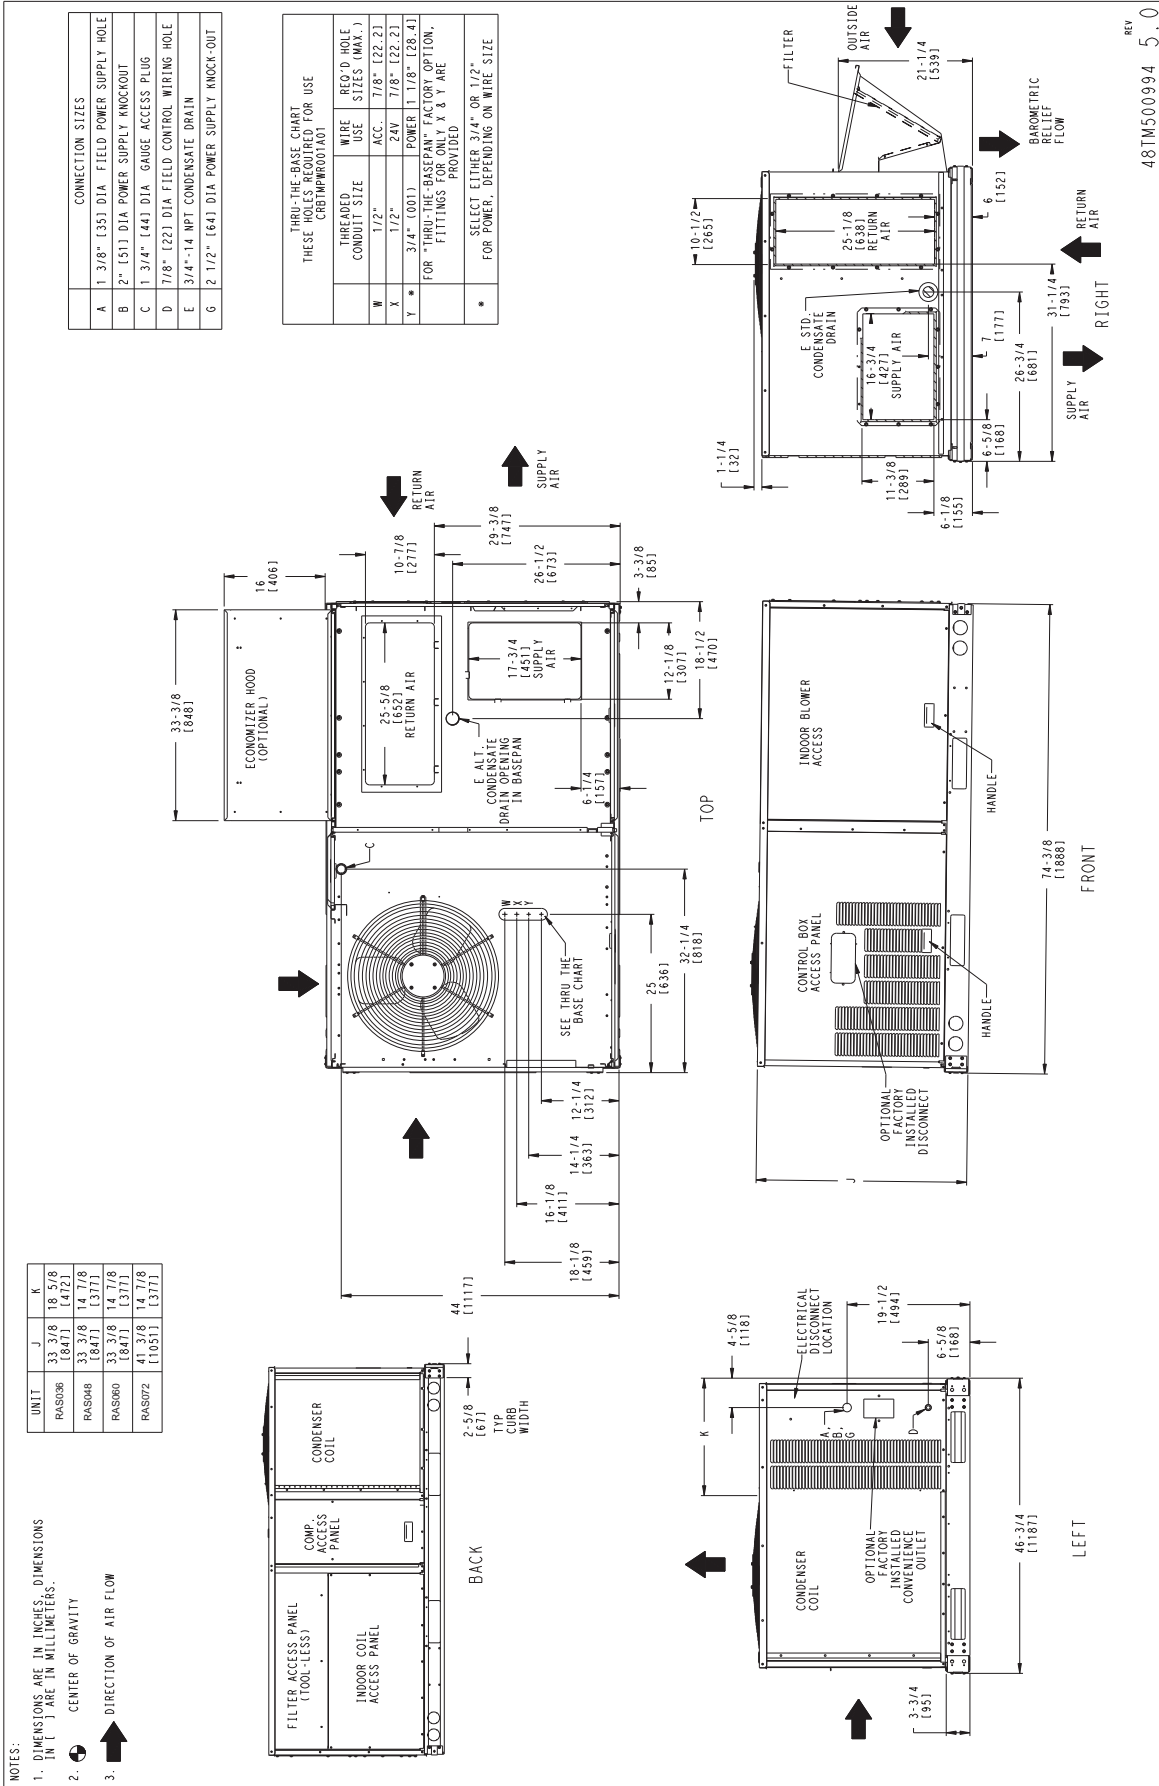 NOTES:
1. DIMENSIONS ARE IN INCHES, DIMENSIONS
IN [ ] ARE IN MILLIMETERS.
2. CENTER OF GRAVITY
3. DIRECTION OF AIR FLOW
UNIT J K
RAS036 33 3/8 [847] 18 5/8 [472]
RAS048 33 3/8 [847] 14 7/8 [377]
RAS060 33 3/8 [847] 14 7/8 [377]
RAS072 41 3/8 [1051] 14 7/8 [377]
CONNECTION SIZES
A 1 3/8" [35] DIA FIELD POWER SUPPLY HOLE
B 2" [51] DIA POWER SUPPLY KNOCKOUT
C 1 3/4" [44] DIA GAUGE ACCESS PLUG
D 7/8" [22] DIA FIELD CONTROL WIRING HOLE
E 3/4"-14 NPT CONDENSATE DRAIN
G 2 1/2" [64] DIA POWER SUPPLY KNOCK-OUT
THRU-THE-BASE CHART
THESE HOLES REQUIRED FOR USE
CRBTMPWR001A01
THREADED CONDUIT SIZE WIRE USE REQ'D HOLE SIZES (MAX.)
W 1/2" ACC. 7/8" [22.2]
X 1/2" 24V 7/8" [22.2]
Y * 3/4" (001) POWER 1 1/8" [28.4]
FOR "THRU-THE-BASEPAN" FACTORY OPTION,
FITTINGS FOR ONLY X & Y ARE
PROVIDED
* SELECT EITHER 3/4" OR 1/2"
FOR POWER, DEPENDING ON WIRE SIZE
FILTER ACCESS PANEL
(TOOL-LESS)
INDOOR COIL
ACCESS PANEL
COMP.
ACCESS
PANEL
CONDENSER
COIL
2-5/8
[67]
TYP
CURB
WIDTH
BACK
44
[1117]
18-1/8
[459]
16-1/8
[411]
14-1/4
[363]
12-1/4
[312]
SEE THRU THE
BASE CHART
W
X
Y
25
[636]
32-1/4
[818]
C
33-3/8
[848]
ECONOMIZER HOOD
(OPTIONAL)
16
[406]
25-5/8
[652]
RETURN AIR
E ALT.
CONDENSATE
DRAIN OPENING
IN BASEPAN
6-1/4
[157]
17-3/4
[451]
SUPPLY
AIR
12-1/8
[307]
18-1/2
[470]
3-3/8
[85]
10-7/8
[277]
26-1/2
[673]
29-3/8
[747]
RETURN
AIR
SUPPLY
AIR
TOP
3-3/4
[95]
CONDENSER
COIL
OPTIONAL
FACTORY
INSTALLED
CONVENIENCE
OUTLET
K
4-5/8
[118]
A,
B,
G
D
ELECTRICAL
DISCONNECT
LOCATION
19-1/2
[494]
6-5/8
[168]
46-3/4
[1187]
LEFT
J
OPTIONAL
FACTORY
INSTALLED
DISCONNECT
CONTROL BOX
ACCESS PANEL
HANDLE
INDOOR BLOWER
ACCESS
HANDLE
74-3/8
[1888]
FRONT
1-1/4
[32]
11-3/8
[289]
6-1/8
[155]
E STD.
CONDENSATE
DRAIN
16-3/4
[427]
SUPPLY AIR
6-5/8
[168]
7
[177]
26-3/4
[681]
31-1/4
[793]
10-1/2
[265]
25-1/8
[638]
RETURN
AIR
6
[152]
FILTER
OUTSIDE
AIR
21-1/4
[539]
BAROMETRIC
RELIEF
FLOW
SUPPLY
AIR
RETURN
AIR
RIGHT
48TM500994
REV
5.0